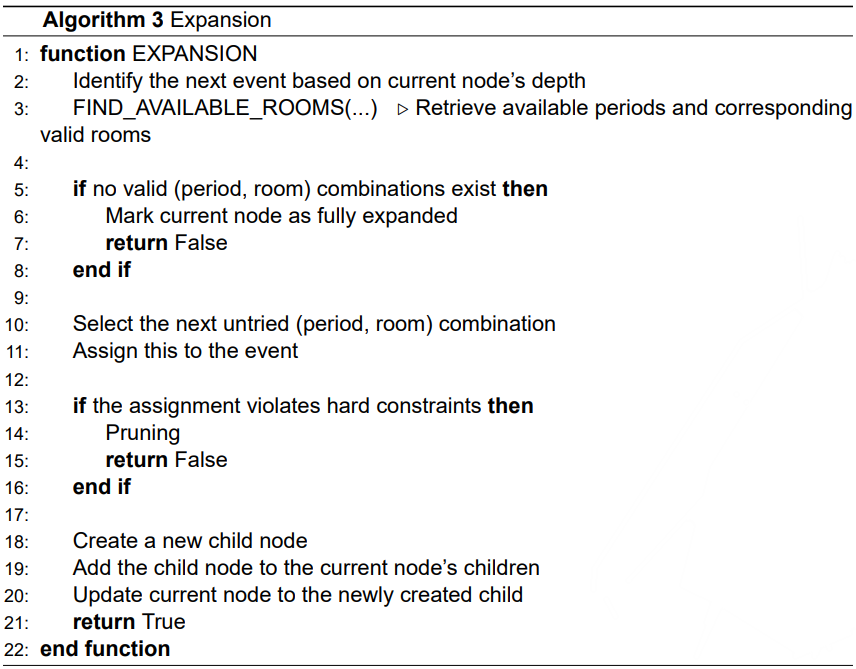 Algorithm 3 Expansion
1: function EXPANSION
2: Identify the next event based on current node's depth
3: FIND_AVAILABLE_ROOMS(...) ▷ Retrieve available periods and corresponding
valid rooms
4:
5: if no valid (period, room) combinations exist then
6: Mark current node as fully expanded
7: return False
8: end if
9:
10: Select the next untried (period, room) combination
11: Assign this to the event
12:
13: if the assignment violates hard constraints then
14: Pruning
15: return False
16: end if
17:
18: Create a new child node
19: Add the child node to the current node's children
20: Update current node to the newly created child
21: return True
22: end function